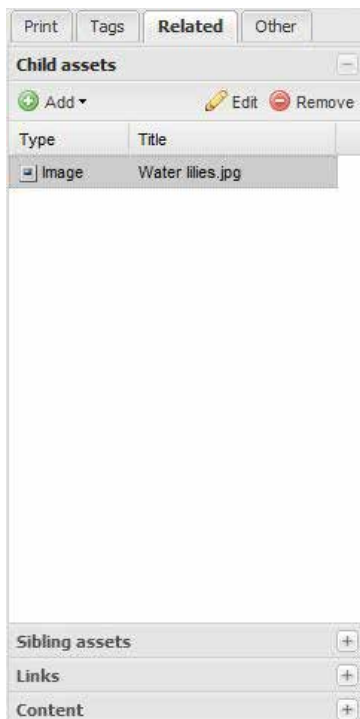 Print Tags Related Other
Child assets
Add Edit Remove
Type Title
Image Water lilies.jpg
Sibling assets
Links
Content